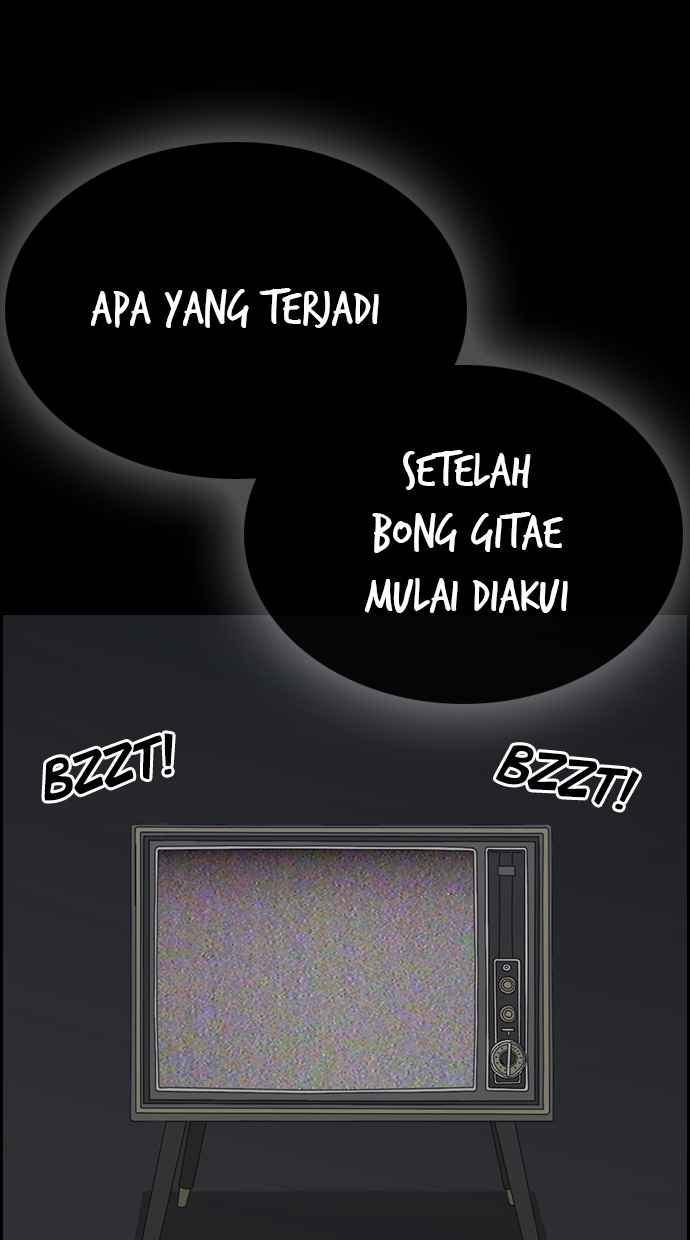 APA YANG TERJADI
SETELAH
BONG GITAE
MULAI DIAKUI
BZZT!
BZZT!